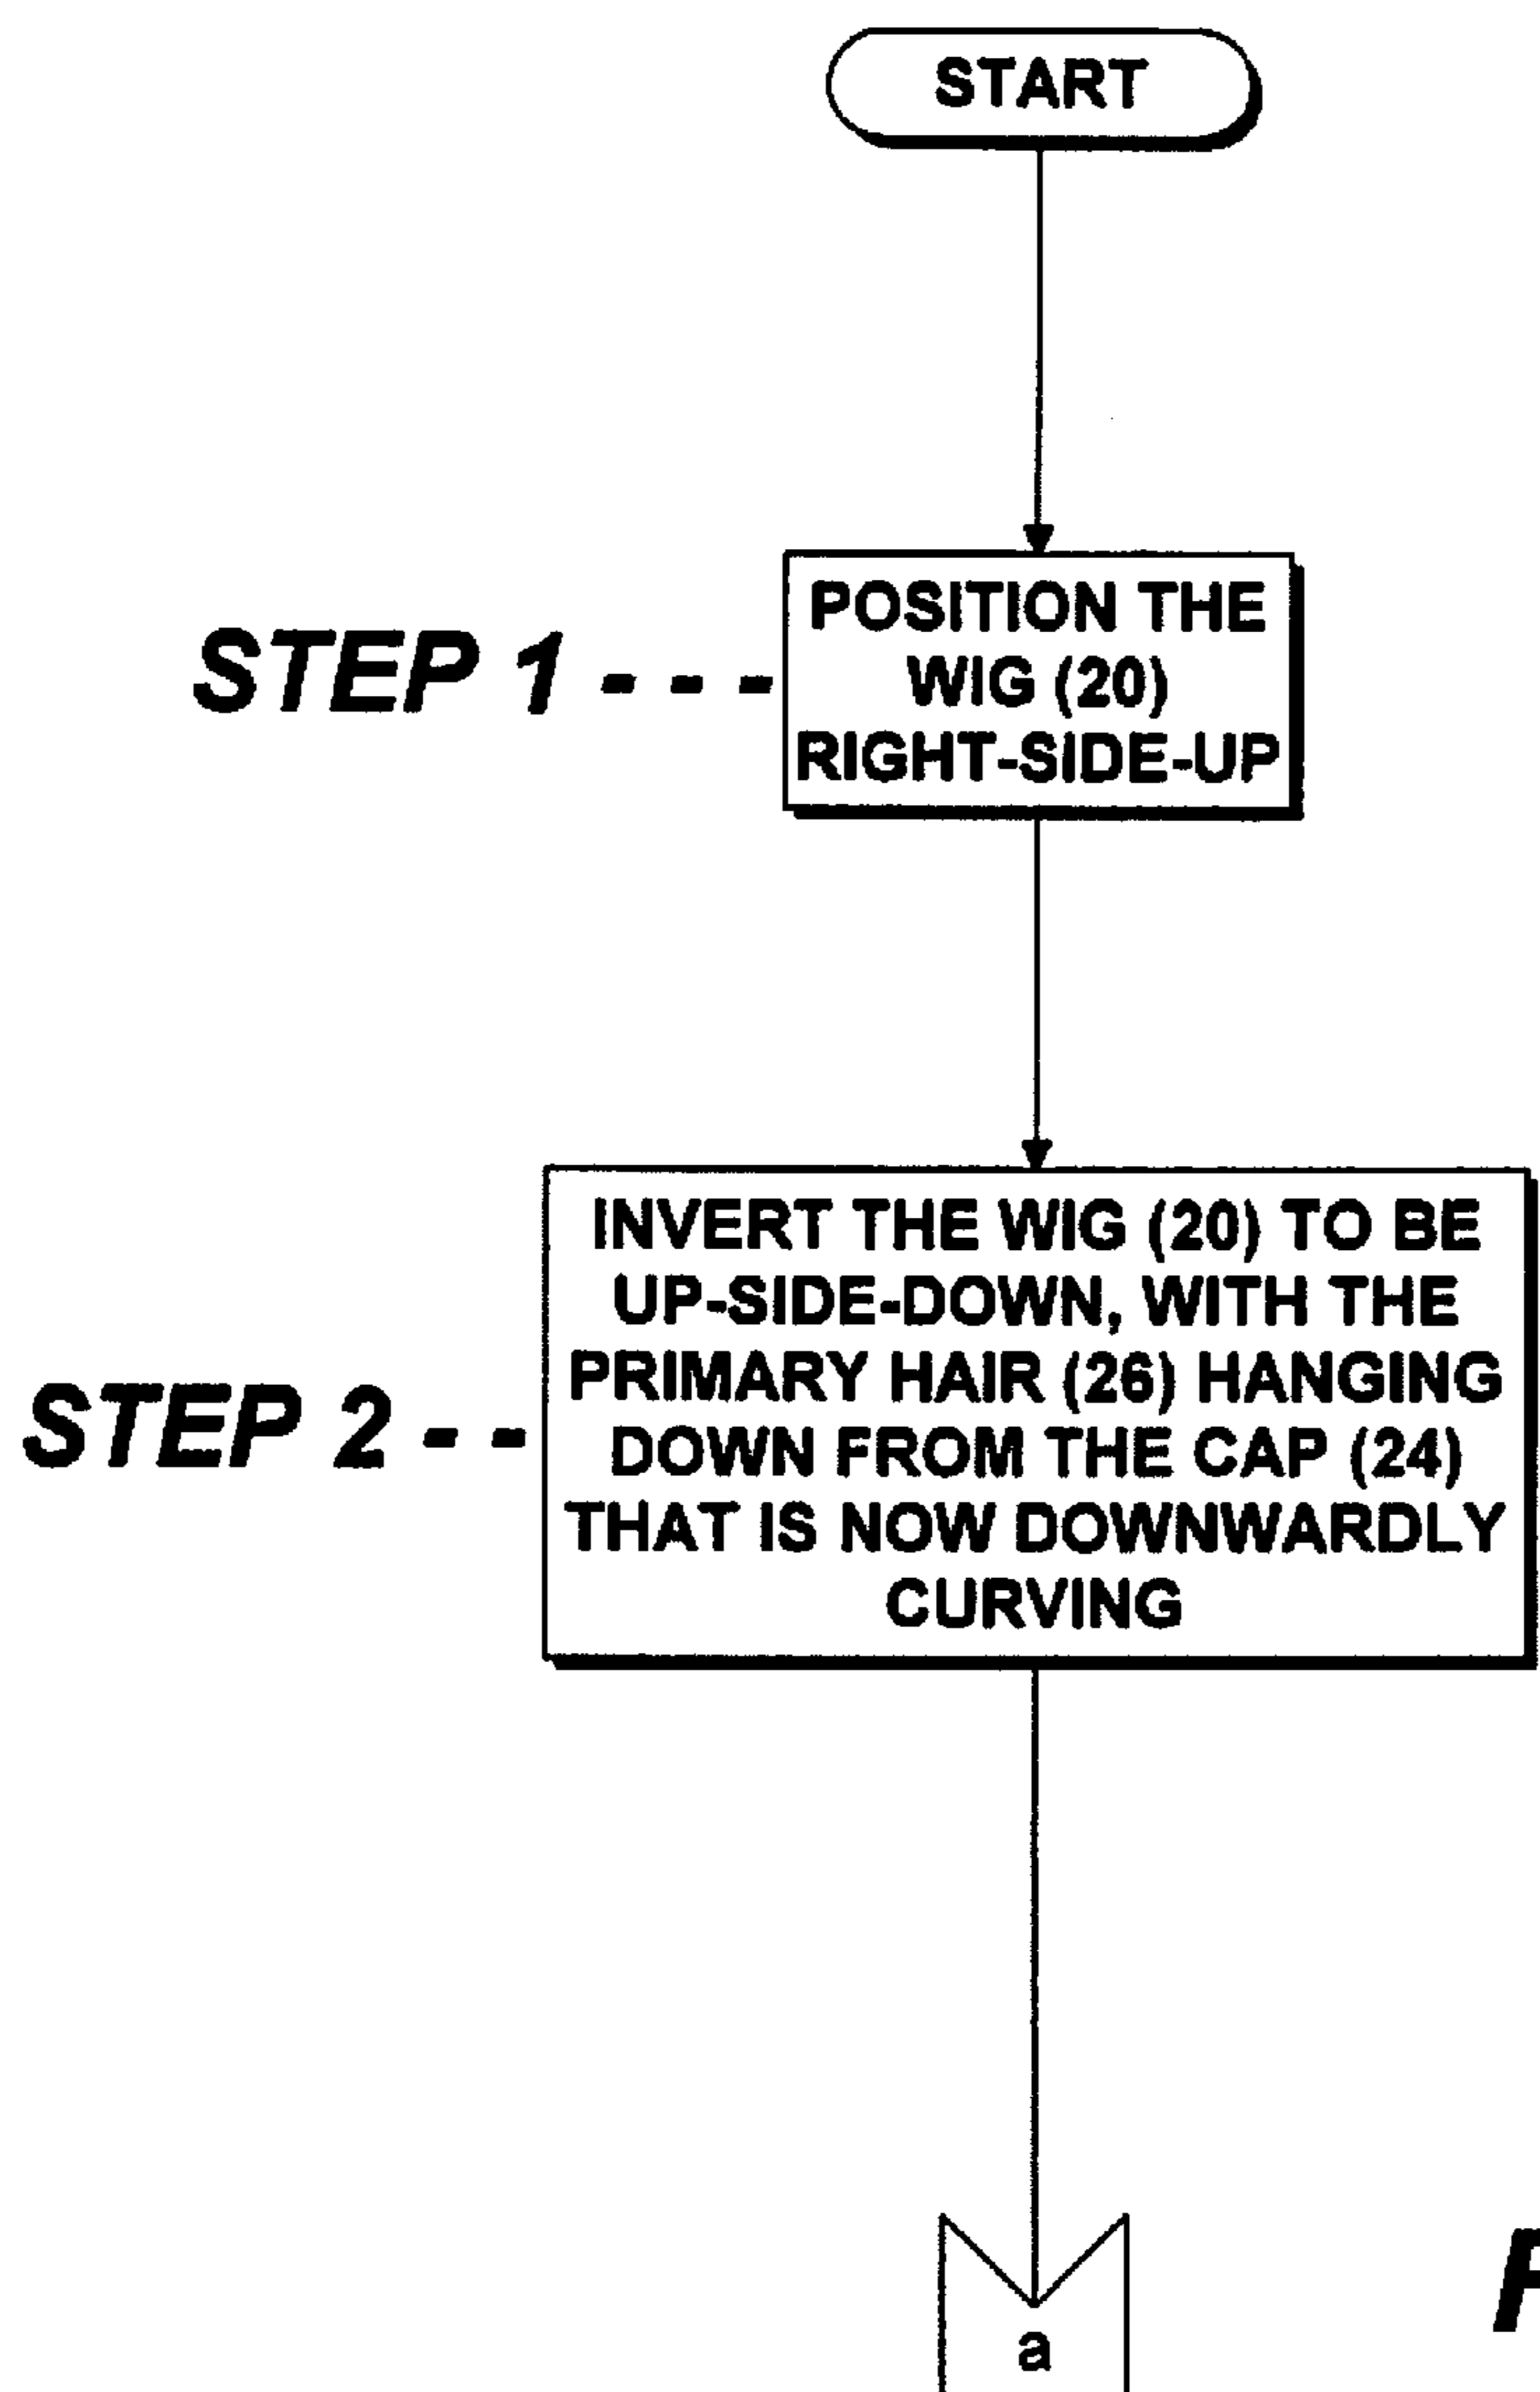 START
STEP 1 - - -
POSITION THE
WIG (20)
RIGHT-SIDE-UP
STEP 2 - -
INVERT THE WIG (20) TO BE
UP-SIDE-DOWN, WITH THE
PRIMARY HAIR (26) HANGING
DOWN FROM THE CAP (24)
THAT IS NOW DOWNWARDLY
CURVING
a